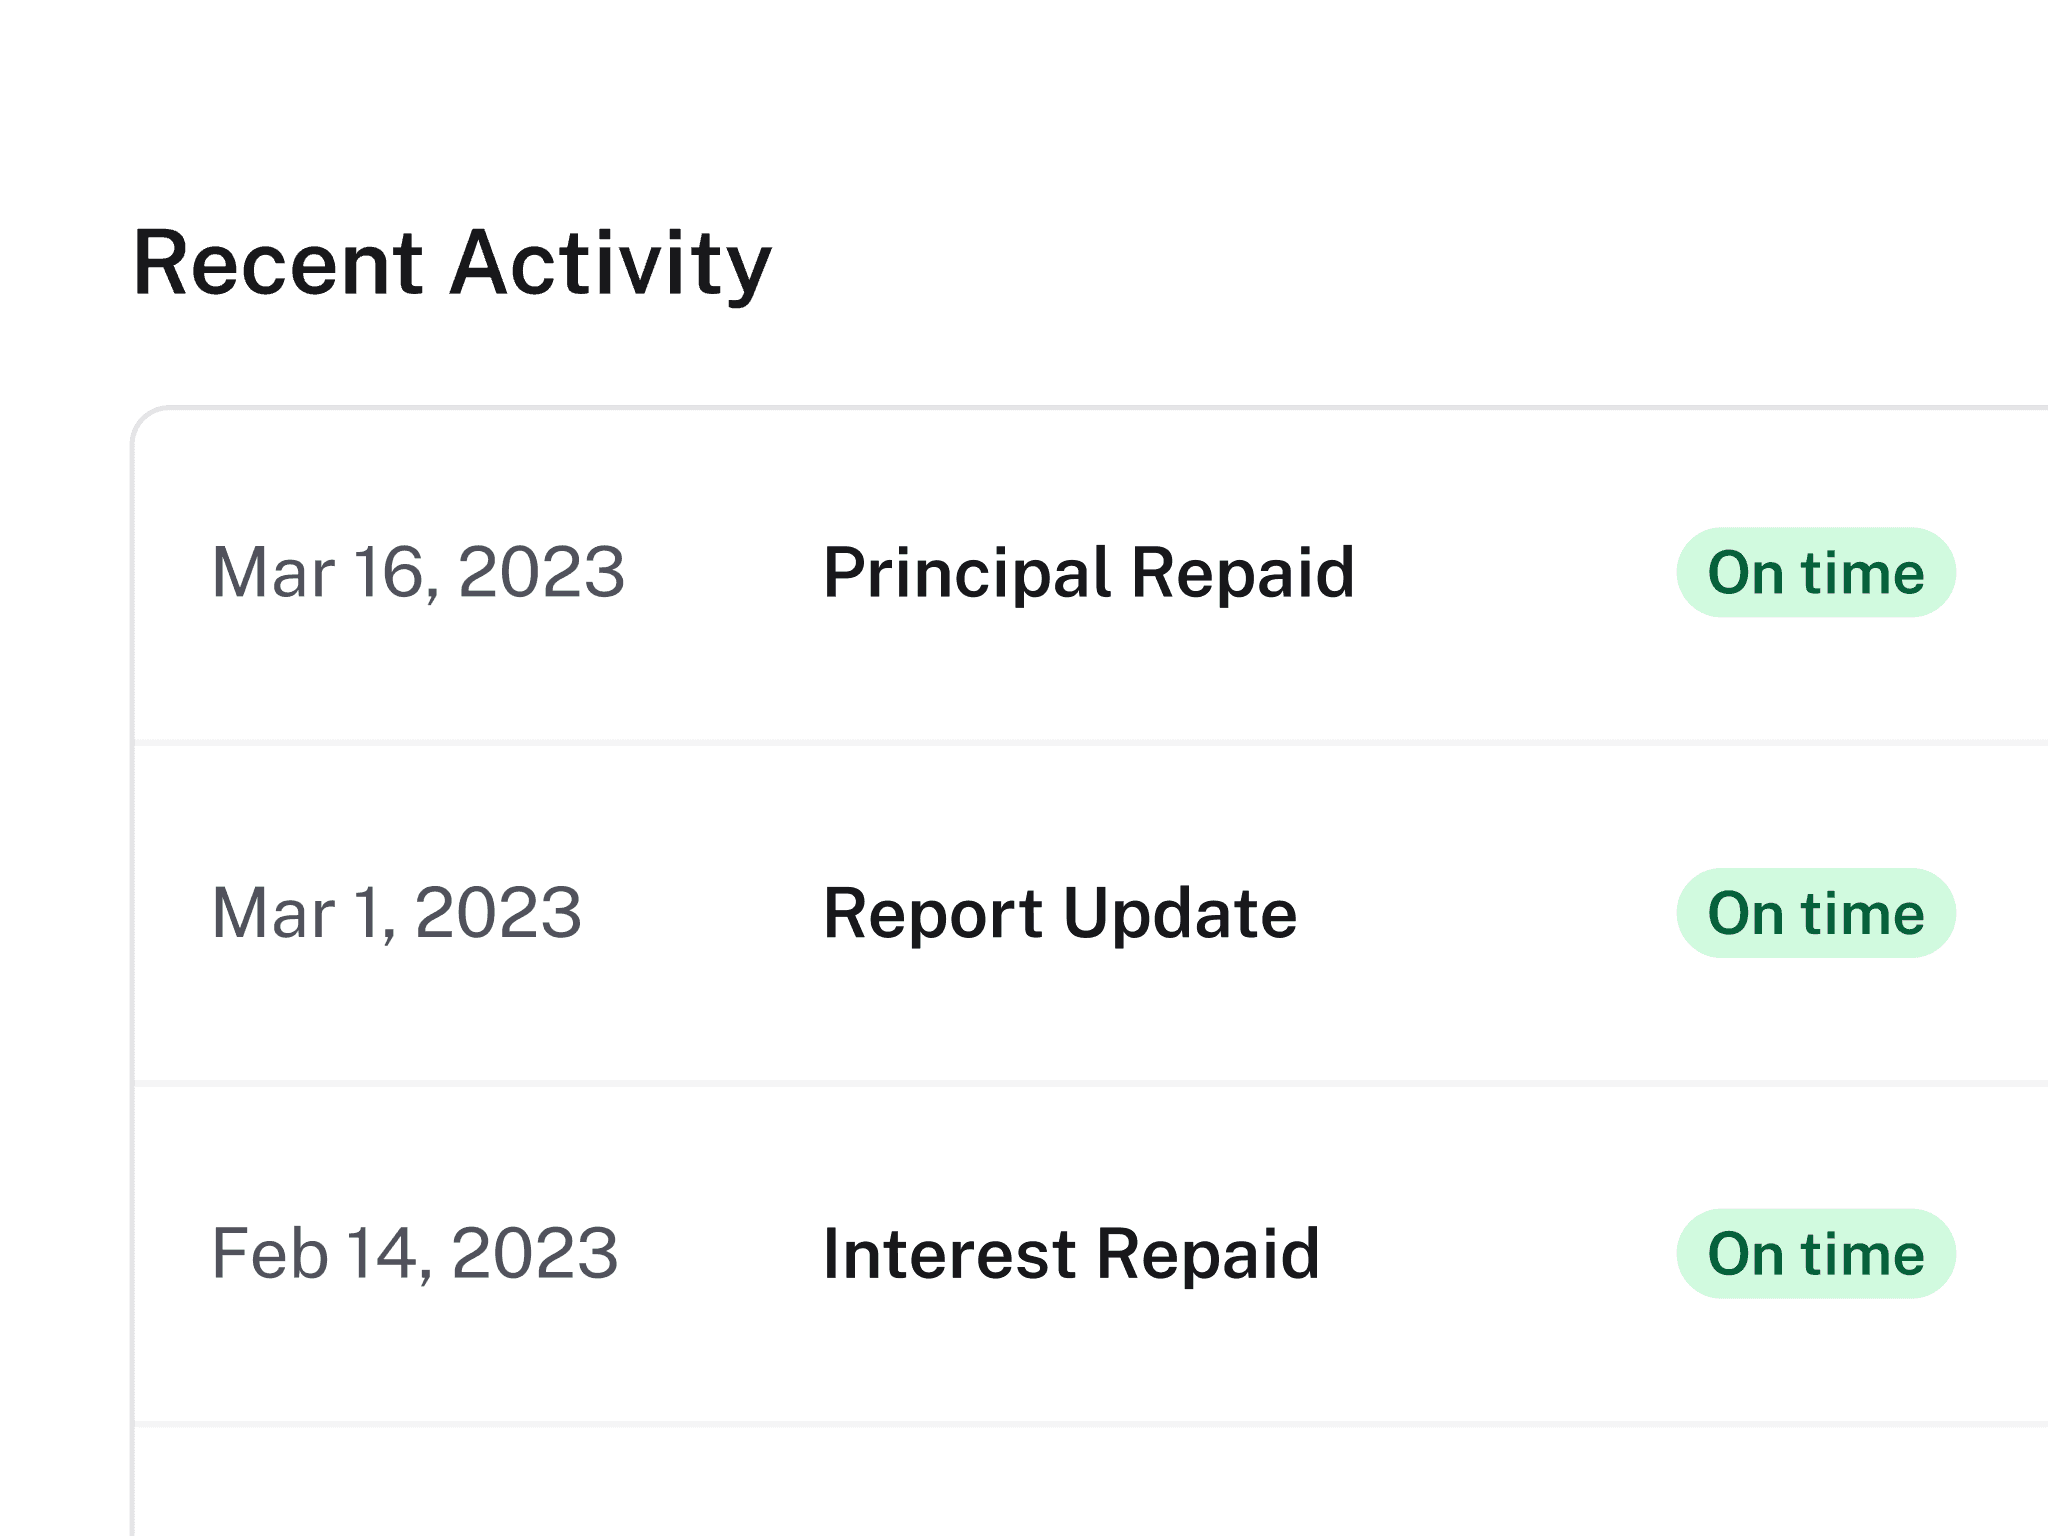 Recent Activity
Mar 16, 2023 Principal Repaid On time
Mar 1, 2023 Report Update On time
Feb 14, 2023 Interest Repaid On time